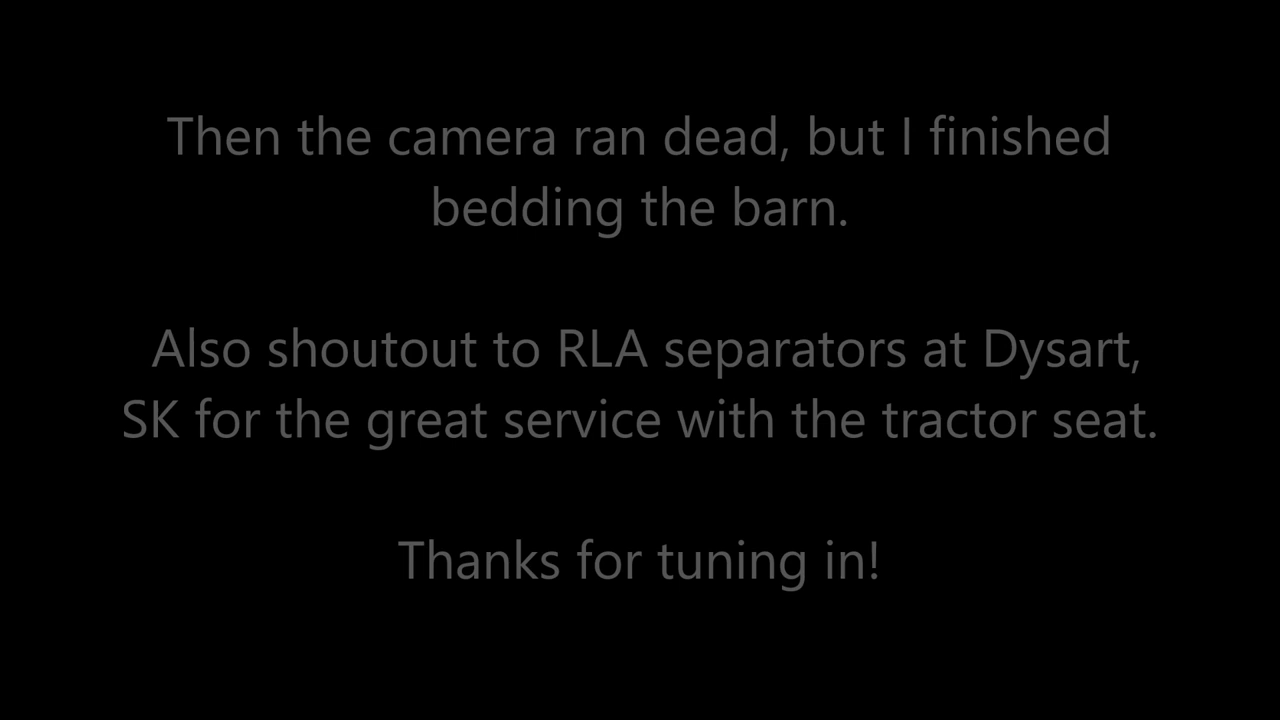 Then the camera ran dead, but I finished
bedding the barn.
Also shoutout to RLA separators at Dysart,
SK for the great service with the tractor seat.
Thanks for tuning in!